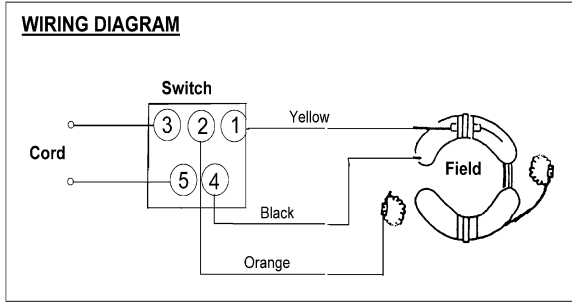 WIRING DIAGRAM
Switch
3 2 1
Yellow
Cord
Field
5 4
Black
Orange